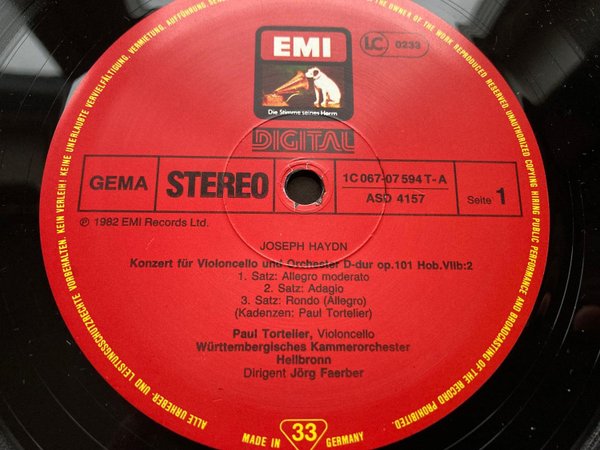 EMI
LC 0233
Die Stimme seines Herrn
DIGITAL
GEMA STEREO 1C 067-07 594 T-A
ASD 4157
Seite 1
℗ 1982 EMI Records Ltd.
JOSEPH HAYDN
Konzert für Violoncello und Orchester D-dur op.101 Hob.VIIb:2
1. Satz: Allegro moderato
2. Satz: Adagio
3. Satz: Rondo (Allegro)
(Kadenzen: Paul Tortelier)
Paul Tortelier, Violoncello
Württembergisches Kammerorchester
Heilbronn
Dirigent Jörg Faerber
MADE IN 33 GERMANY
ALLE URHEBER- UND LEISTUNGSSCHUTZRECHTE VORBEHALTEN. KEIN VERLEIH! KEINE UNERLAUBTE VERVIELFÄLTIGUNG, VERMIETUNG, AUFFÜHRUNG,
THE OWNER OF THE WORK REPRODUCED RESERVED. UNAUTHORIZED COPYING HIRING PUBLIC PERFORMANCE AND BROADCASTING OF THE RECORD PROHIBITED.